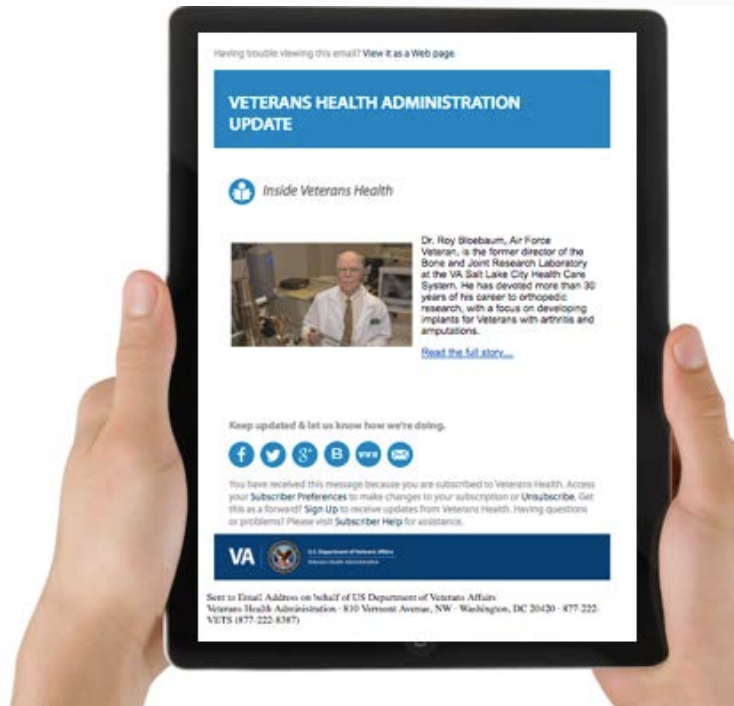 Having trouble viewing this email? View it as a Web page.
VETERANS HEALTH ADMINISTRATION
UPDATE
Inside Veterans Health
Dr. Roy Bloebaum, Air Force
Veteran, is the former director of the
Bone and Joint Research Laboratory
at the VA Salt Lake City Health Care
System. He has devoted more than 30
years of his career to orthopedic
research, with a focus on developing
implants for Veterans with arthritis and
amputations.
Read the full story....
Keep updated & let us know how we're doing.
f g+ B www
You have received this message because you are subscribed to Veterans Health. Access
your Subscriber Preferences to make changes to your subscription or Unsubscribe. Get
this as a forward? Sign Up to receive updates from Veterans Health. Having questions
or problems? Please visit Subscriber Help for assistance.
VA
U.S. Department of Veterans Affairs
Veterans Health Administration
Sent to Email Address on behalf of US Department of Veterans Affairs
Veterans Health Administration · 810 Vermont Avenue, NW · Washington, DC 20420 · 877-222-
VETS (877-222-8387)